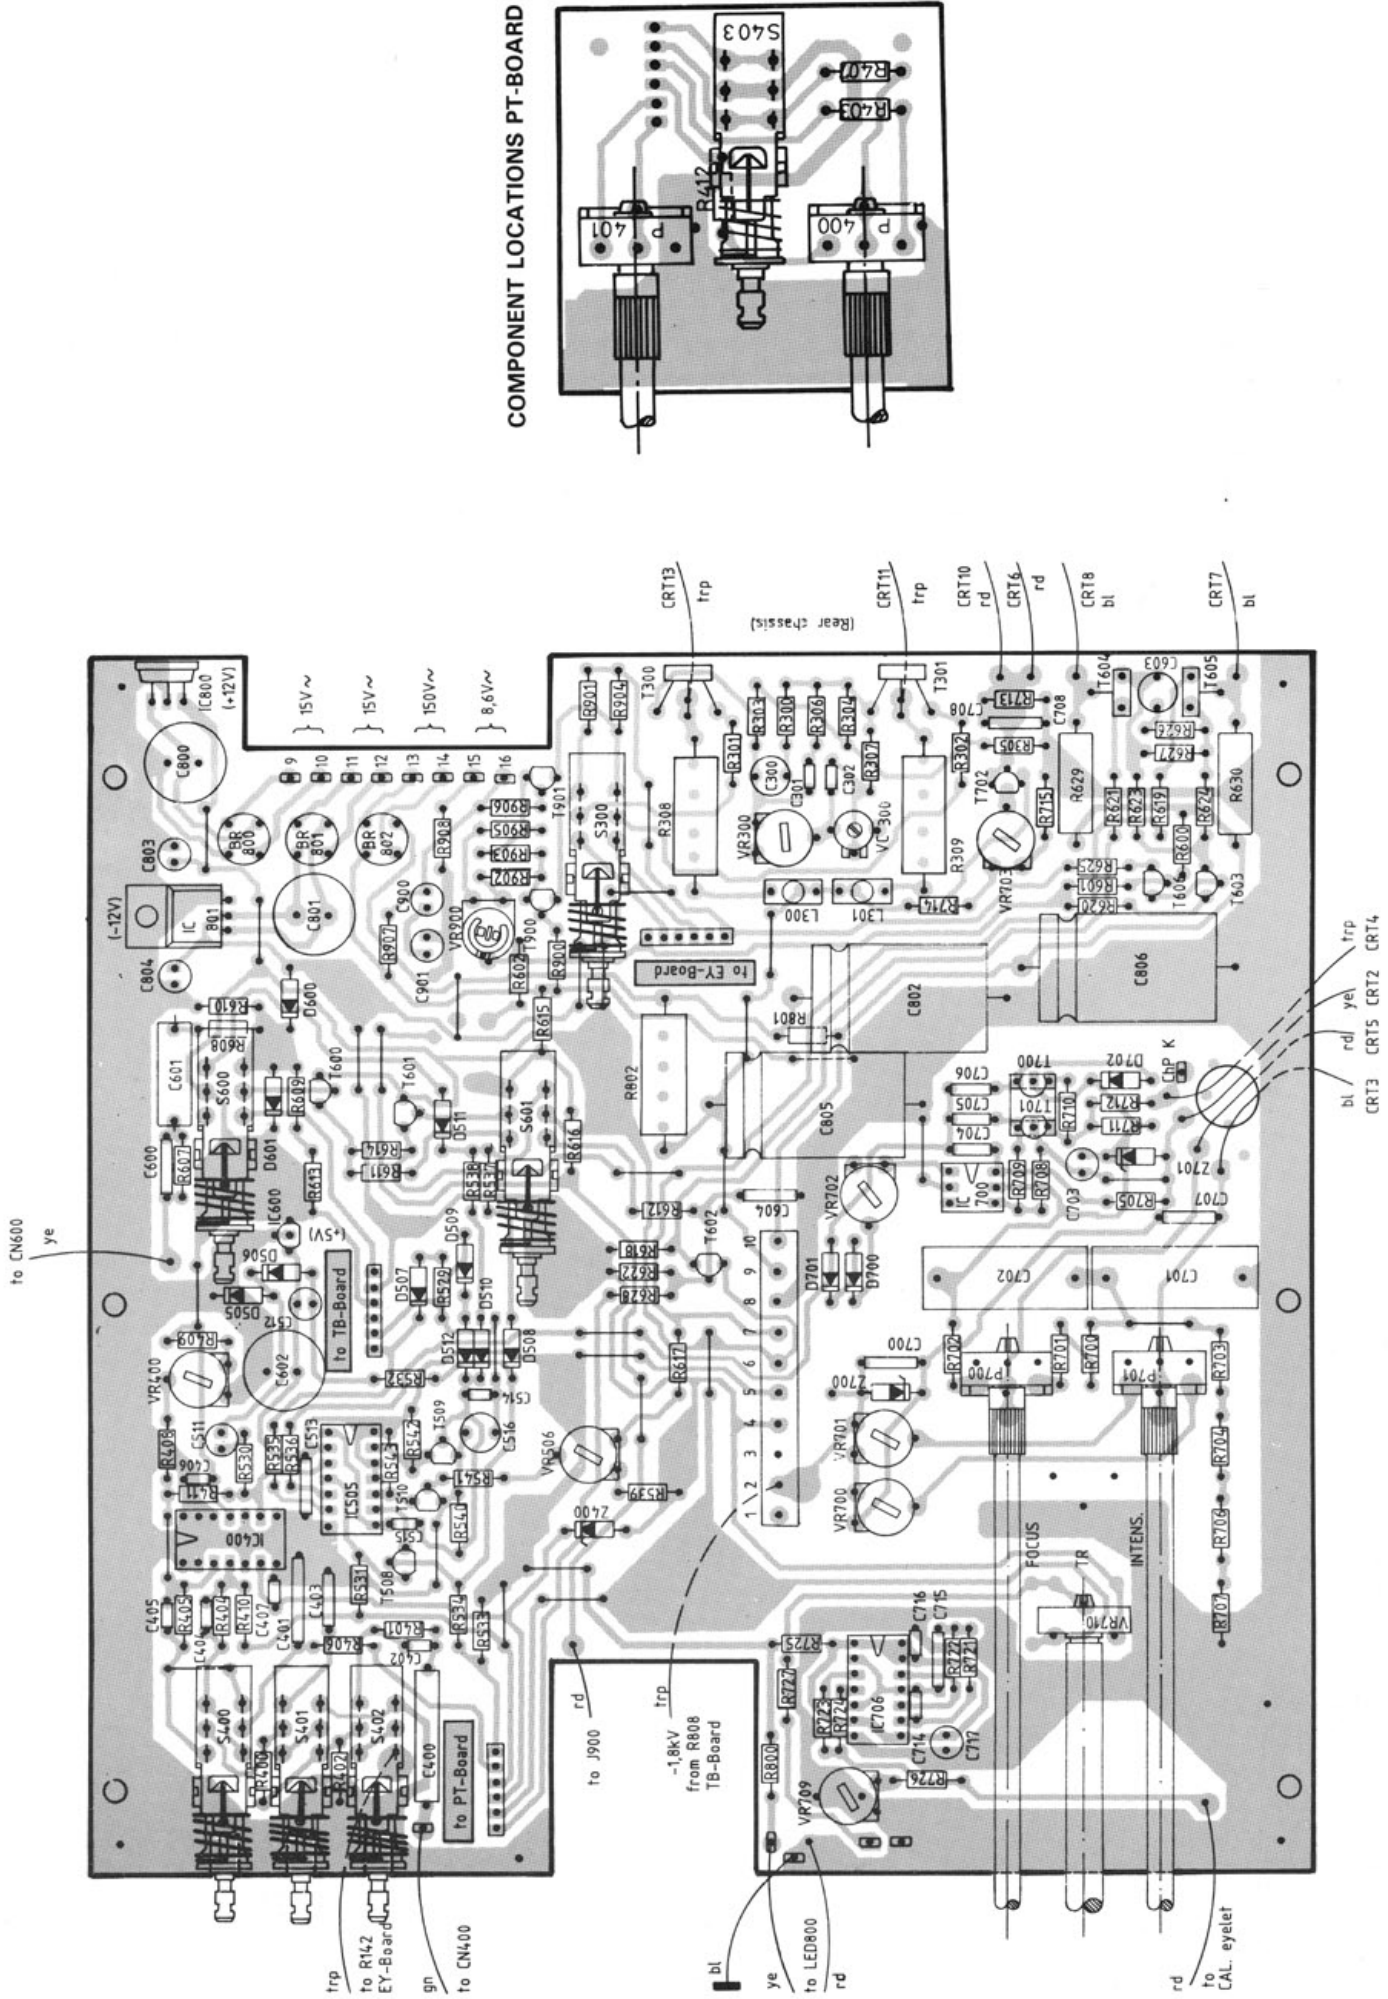 COMPONENT LOCATIONS PT-BOARD
S403
R40
R403
R412
P 401
P 400
to CN600
ye
IC800
(+12V)
C800
C803
(-12V)
IC 801
C804
BR 800
BR 801
BR 802
C801
15V~
15V~
150V~
8,6V~
9
10
11
12
13
14
15
16
R908
C900
C901
R907
VR900
R906
R905
R903
R902
T901
T900
R602
R900
R615
S300
R901
R904
T300
CRT13
trp
(Rear chassis)
CRT11
trp
T301
CRT10
rd
CRT6
rd
CRT8
bl
CRT7
bl
R308
R301
R303
R300
R306
R304
C300
C301
C302
R307
VR300
VC 300
R309
R302
L300
L301
R714
C708
R713
C708
R305
T702
R715
VR703
R629
T604
C603
T605
R626
R627
R621
R623
R619
R624
R600
R630
R625
R601
R620
T606
T603
to EY-Board
R802
R801
C802
C805
C806
R610
R608
D600
C601
S600
C600
R607
R609
D601
T600
T601
D511
R614
R611
R613
IC600
(+5V)
D506
D505
C512
to TB-Board
S601
R616
R538
R537
D509
D507
R529
D510
D512
D508
C514
C516
R612
R618
R622
R628
T602
R617
C604
VR702
D701
D700
1
2
3
4
5
6
7
8
9
10
C706
C705
C704
T700
T701
R710
D702
R712
R711
ChP K
IC 700
R709
R708
C703
Z701
R705
C707
trp
CRT4
ye
CRT2
rd
CRT5
bl
CRT3
C702
C701
C700
Z700
VR701
VR700
R702
P700
R701
R700
P701
R703
R704
R706
R707
FOCUS
TR
INTENS.
VR710
VR400
R409
C602
R532
R408
C511
C406
R411
R530
R535
R536
C513
IC505
R543
R542
T509
T510
R541
C515
R540
T508
VR506
R539
Z400
IC400
C405
R405
C404
R404
R410
C407
C401
C403
R406
R531
R401
C402
R534
R533
S400
S401
S402
R400
R402
C400
to PT-Board
trp
to R142
EY-Board
gn
to CN400
rd
to J900
trp
-1,8kV
from R808
TB-Board
R725
R727
R800
R723
R724
IC706
C716
C715
R722
R721
C714
C717
R726
VR709
bl
ye
to LED800
rd
rd
to
CAL. eyelet